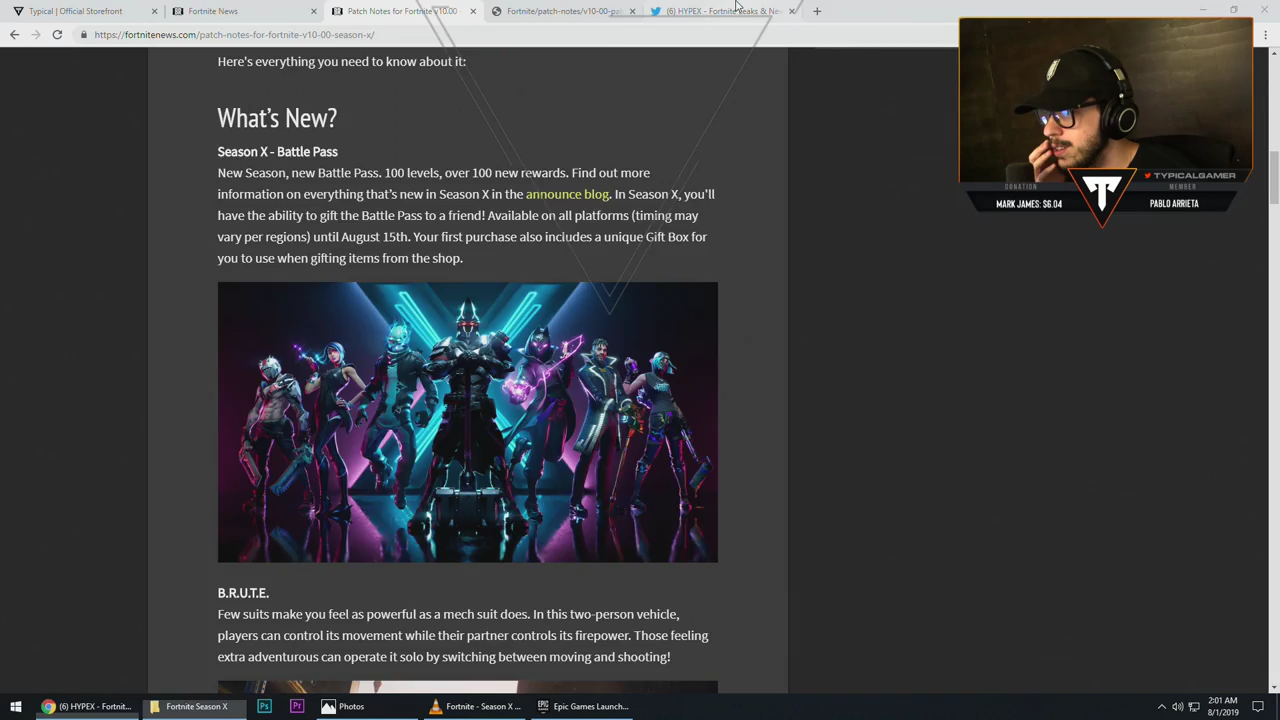 Typical | Official Storefront
Fortnite News
Patch Notes for Fortnite v10.00
Fortnite/patch-notes/v10-00-pa
(6) HYPEX - Fortnite Leaks & Ne
https://fortnitenews.com/patch-notes-for-fortnite-v10-00-season-x/
Here's everything you need to know about it:
What's New?
Season X - Battle Pass
New Season, new Battle Pass. 100 levels, over 100 new rewards. Find out more
information on everything that's new in Season X in the announce blog. In Season X, you'll
have the ability to gift the Battle Pass to a friend! Available on all platforms (timing may
vary per regions) until August 15th. Your first purchase also includes a unique Gift Box for
you to use when gifting items from the shop.
B.R.U.T.E.
Few suits make you feel as powerful as a mech suit does. In this two-person vehicle,
players can control its movement while their partner controls its firepower. Those feeling
extra adventurous can operate it solo by switching between moving and shooting!
TYPICALGAMER
DONATION
MEMBER
MARK JAMES: $6.04
PABLO ARRIETA
(6) HYPEX - Fortnit...
Fortnite Season X
Ps
Pr
Photos
Fortnite - Season X ...
Epic Games Launch...
2:01 AM
8/1/2019